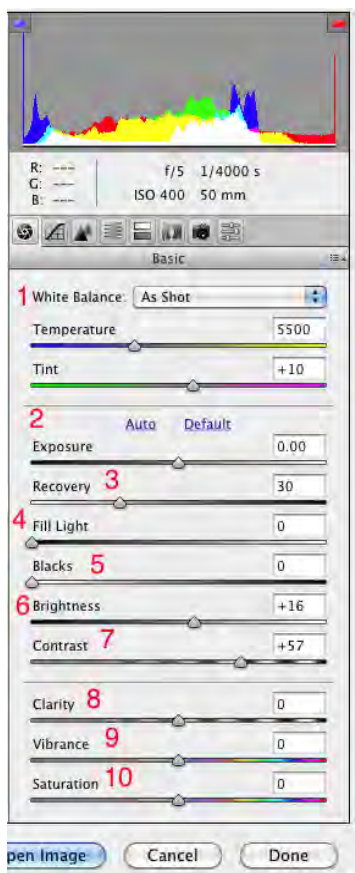 R: ---
G: ---
B: ---
f/5 1/4000 s
ISO 400 50 mm
Basic
1 White Balance: As Shot
Temperature 5500
Tint +10
2 Auto Default
Exposure 0.00
Recovery 3 30
4 Fill Light 0
Blacks 5 0
6 Brightness +16
Contrast 7 +57
Clarity 8 0
Vibrance 9 0
Saturation 10 0
pen Image Cancel Done